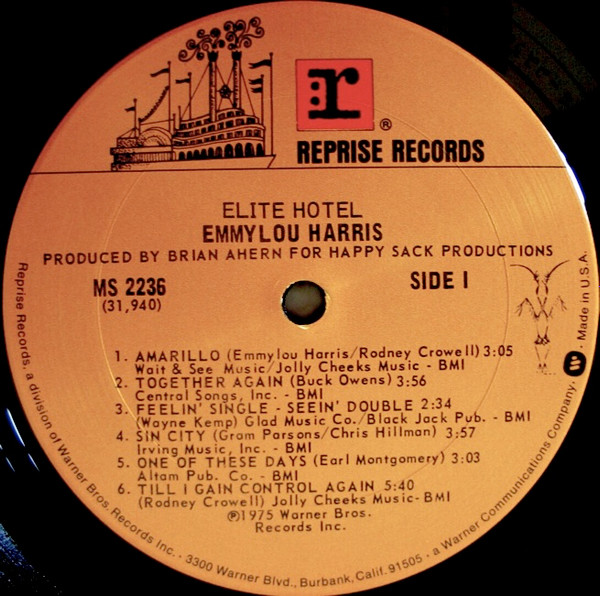 r
®
REPRISE RECORDS
ELITE HOTEL
EMMYLOU HARRIS
PRODUCED BY BRIAN AHERN FOR HAPPY SACK PRODUCTIONS
MS 2236
(31,940)
SIDE I
1. AMARILLO (Emmylou Harris/Rodney Crowell) 3:05
Wait & See Music/Jolly Cheeks Music - BMI
2. TOGETHER AGAIN (Buck Owens) 3:56
Central Songs, Inc. - BMI
3. FEELIN' SINGLE - SEEIN' DOUBLE 2:34
(Wayne Kemp) Glad Music Co./Black Jack Pub. - BMI
4. SIN CITY (Gram Parsons/Chris Hillman) 3:57
Irving Music, Inc. - BMI
5. ONE OF THESE DAYS (Earl Montgomery) 3:03
Altam Pub. Co. - BMI
6. TILL I GAIN CONTROL AGAIN 5:40
(Rodney Crowell) Jolly Cheeks Music- BMI
℗1975 Warner Bros.
Records Inc.
Reprise Records, a division of Warner Bros. Records Inc. · 3300 Warner Blvd., Burbank, Calif. 91505 · a Warner Communications Company. · Made in U.S.A.